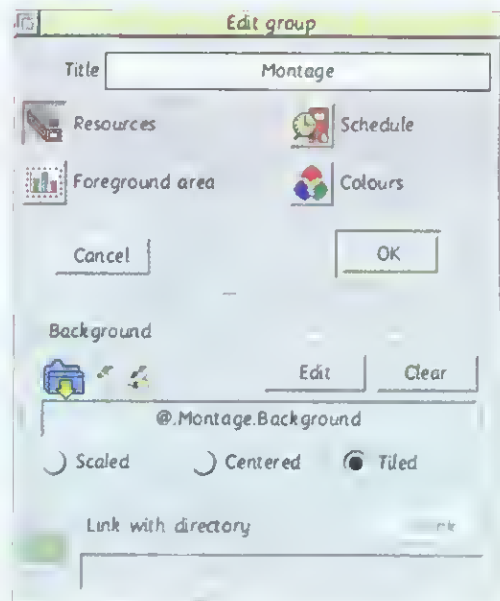 Edit group
Title Montage
Resources Schedule
Foreground area Colours
Cancel OK
Background
Edit Clear
@.Montage.Background
Scaled Centered Tiled
Link with directory